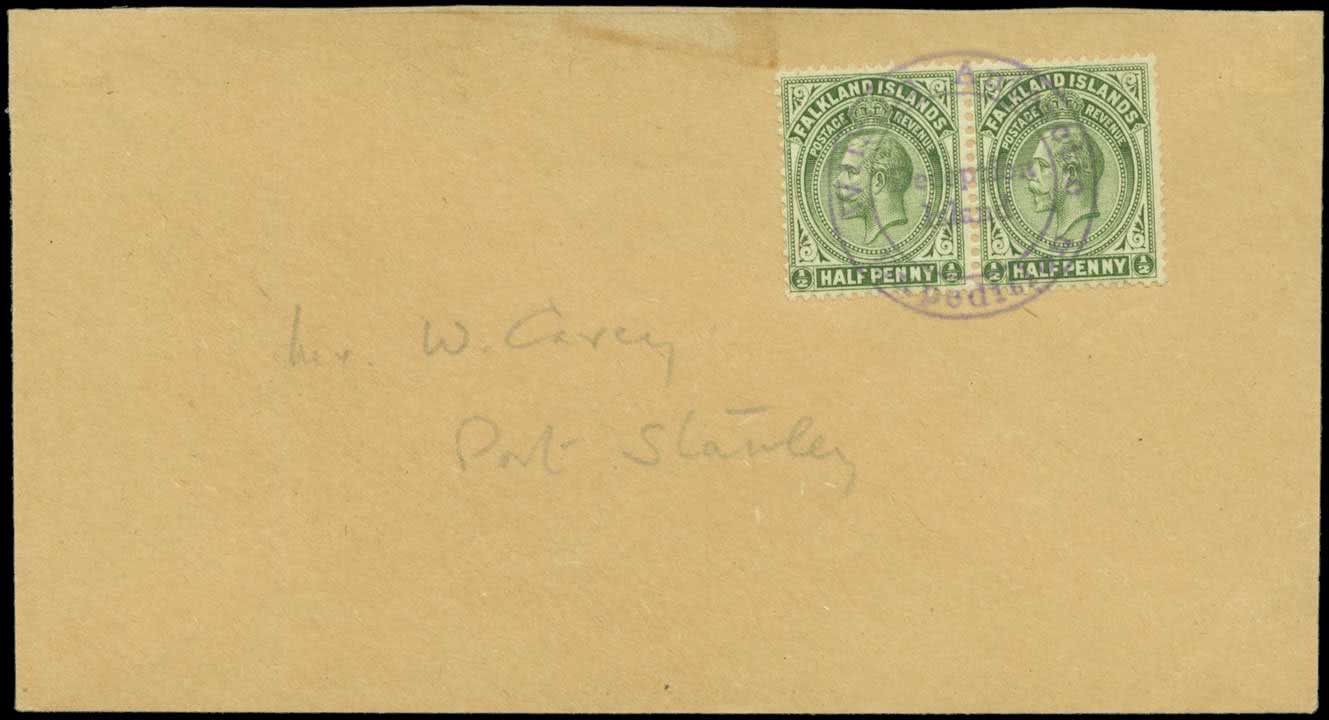 FALKLAND ISLANDS
POSTAGE REVENUE
½ HALFPENNY ½
FALKLAND ISLANDS
POSTAGE REVENUE
½ HALFPENNY ½
Mr. W. Carey
Port Stanley